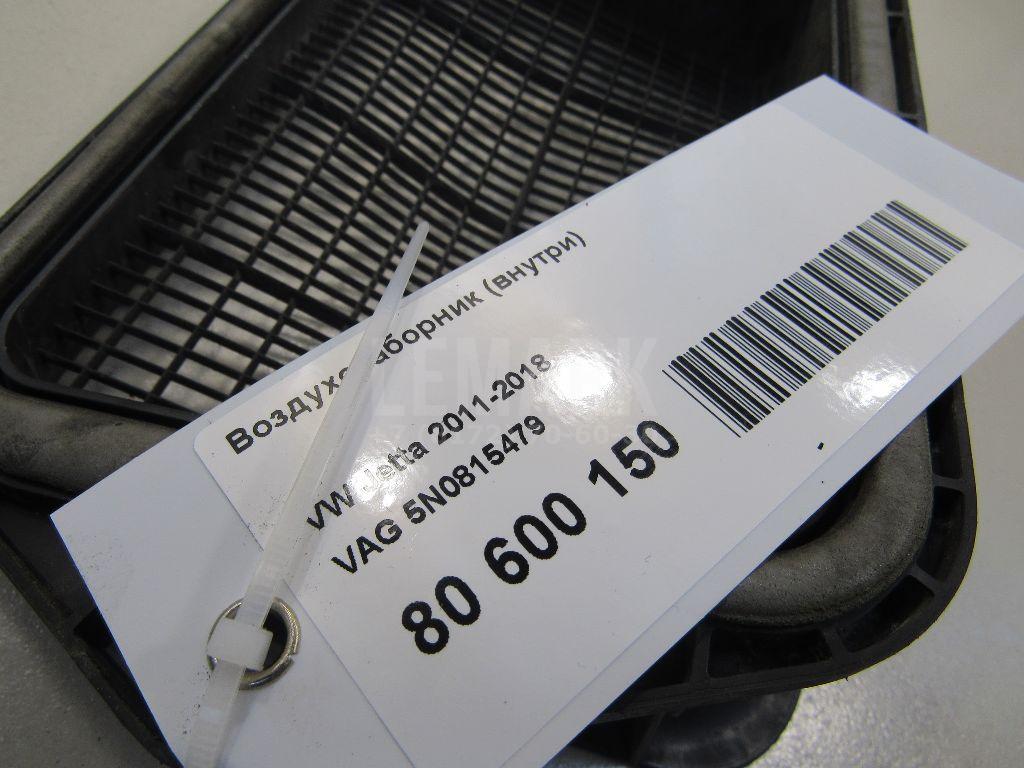 Воздухозаборник (внутри)
VW Jetta 2011-2018
VAG 5N0815479
80 600 150